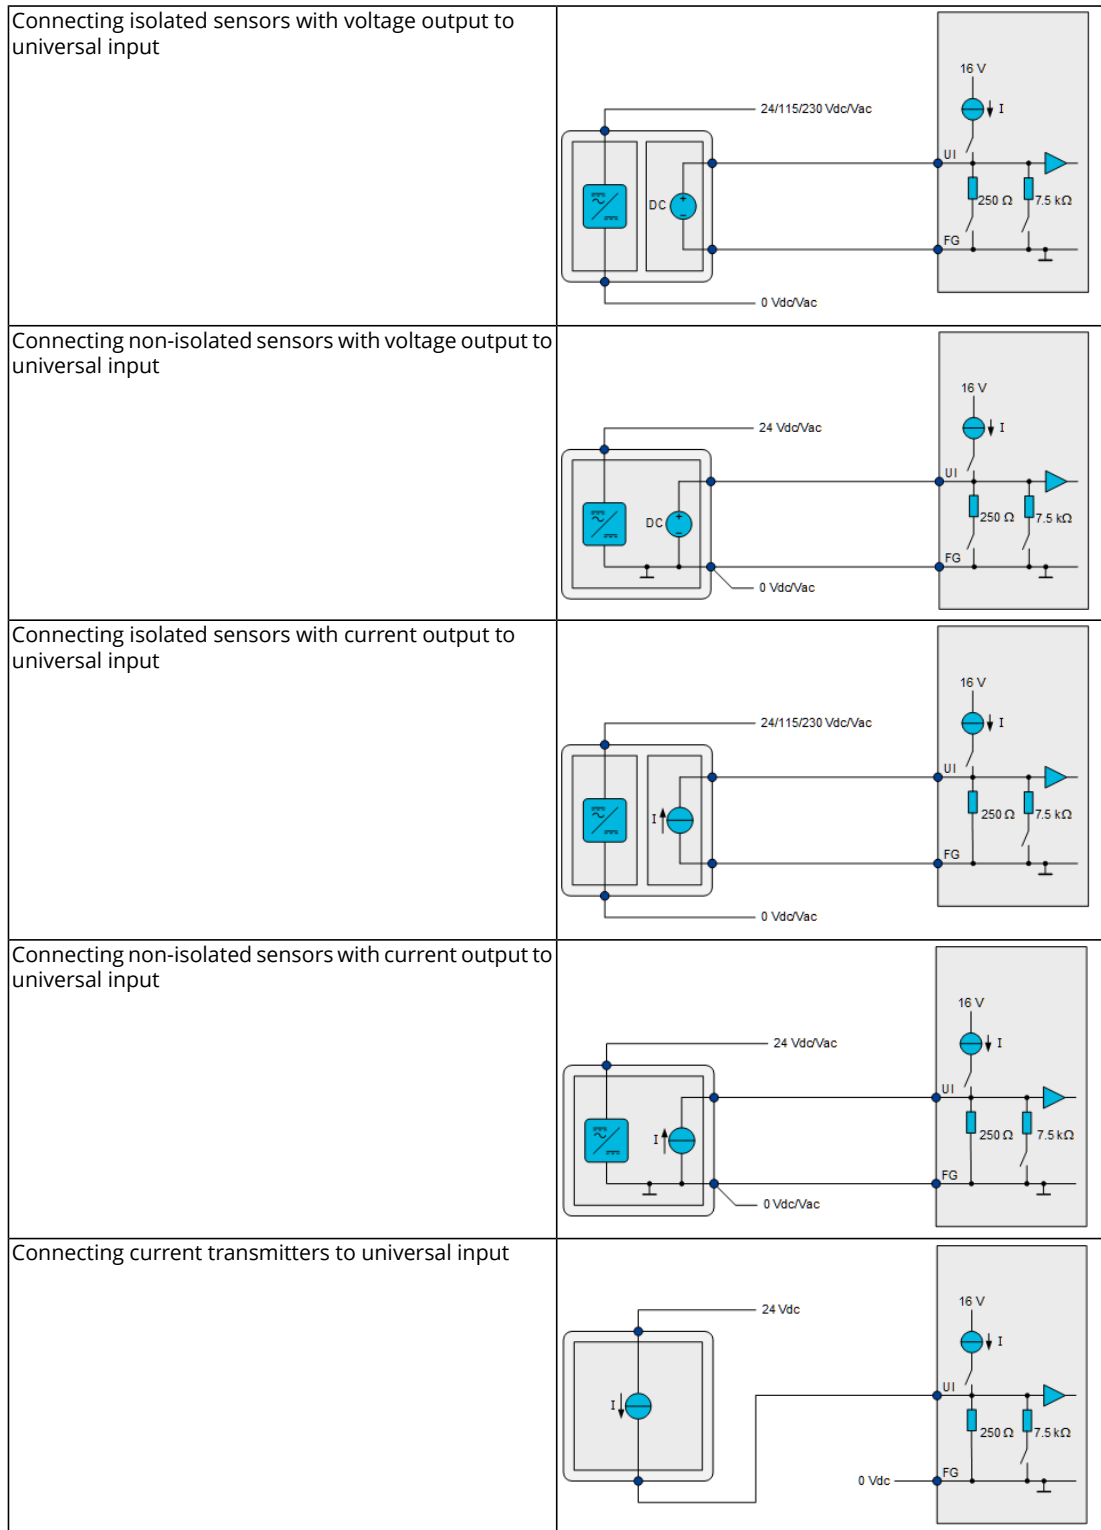 Connecting isolated sensors with voltage output to
universal input
16 V
I
24/115/230 Vdc/Vac
UI
DC
+
−
250 Ω
7.5 kΩ
FG
0 Vdc/Vac
Connecting non-isolated sensors with voltage output to
universal input
16 V
I
24 Vdc/Vac
UI
DC
+
−
250 Ω
7.5 kΩ
FG
0 Vdc/Vac
Connecting isolated sensors with current output to
universal input
16 V
I
24/115/230 Vdc/Vac
UI
I
250 Ω
7.5 kΩ
FG
0 Vdc/Vac
Connecting non-isolated sensors with current output to
universal input
16 V
I
24 Vdc/Vac
UI
I
250 Ω
7.5 kΩ
FG
0 Vdc/Vac
Connecting current transmitters to universal input
16 V
24 Vdc
I
UI
I
250 Ω
7.5 kΩ
0 Vdc
FG